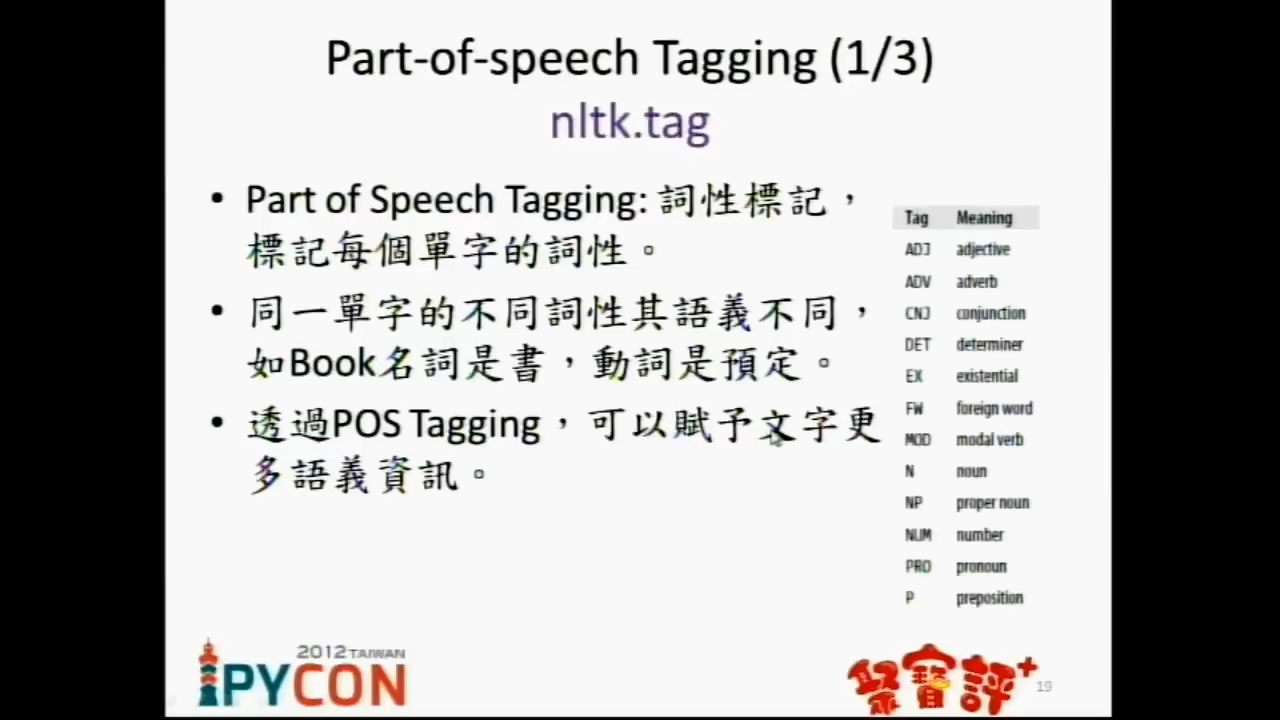 Part-of-speech Tagging (1/3)
nltk.tag
• Part of Speech Tagging: 詞性標記，
標記每個單字的詞性。
• 同一單字的不同詞性其語義不同，
如Book名詞是書，動詞是預定。
• 透過POS Tagging，可以賦予文字更
多語義資訊。
Tag Meaning
ADJ adjective
ADV adverb
CNJ conjunction
DET determiner
EX existential
FW foreign word
MOD modal verb
N noun
NP proper noun
NUM number
PRO pronoun
P preposition
2012 TAIWAN
PYCON
聚寶評+
19